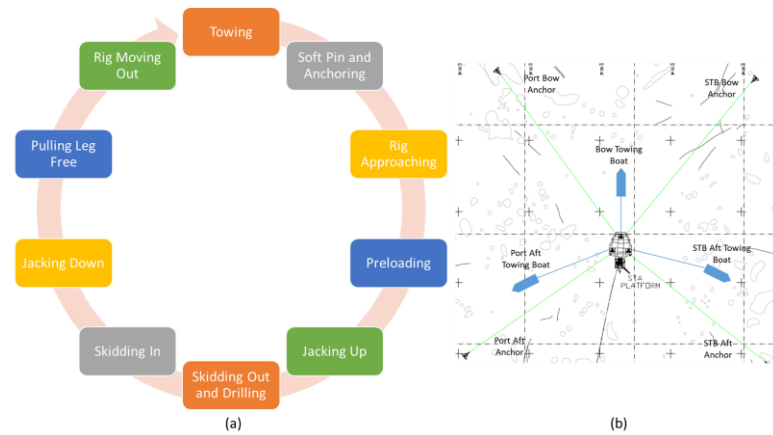 Towing
Soft Pin and
Anchoring
Rig
Approaching
Preloading
Jacking Up
Skidding Out
and Drilling
Skidding In
Jacking Down
Pulling Leg
Free
Rig Moving
Out
(a)
Port Bow
Anchor
STB Bow
Anchor
Bow Towing
Boat
Port Aft
Towing Boat
STB Aft Towing
Boat
STA
PLATFORM
Port Aft
Anchor
STB Aft
Anchor
(b)